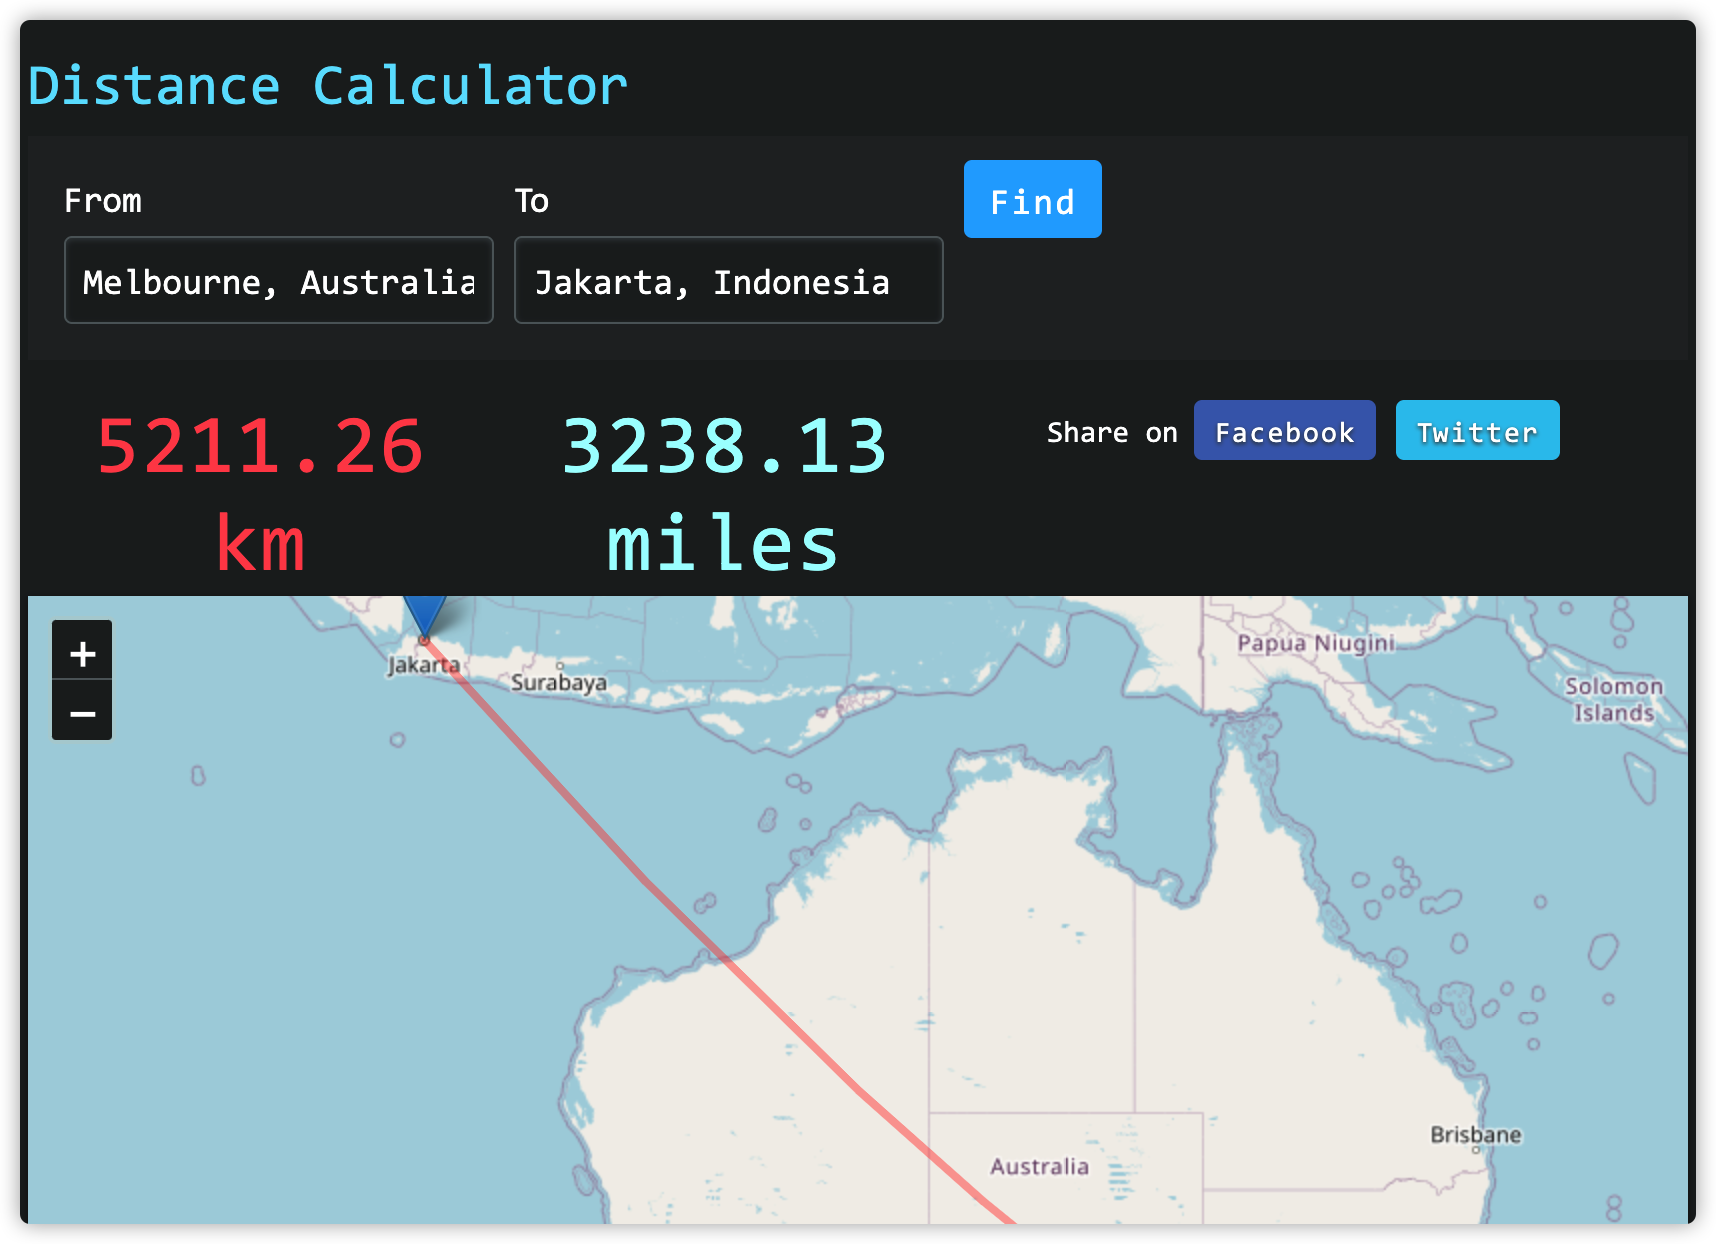 Distance Calculator
From
To
Find
Melbourne, Australia
Jakarta, Indonesia
5211.26
km
3238.13
miles
Share on
Facebook
Twitter
+
−
Jakarta
Surabaya
Papua Niugini
Solomon
Islands
Brisbane
Australia